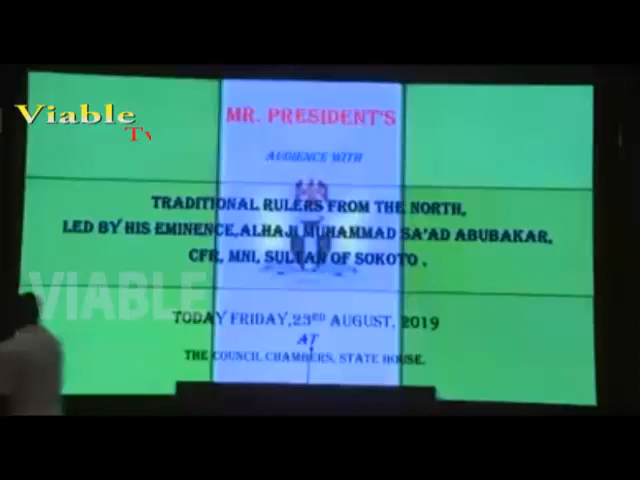 Viable
Tv
MR. PRESIDENT'S
AUDIENCE WITH
TRADITIONAL RULERS FROM THE NORTH,
LED BY HIS EMINENCE,ALHAJI MUHAMMAD SA'AD ABUBAKAR,
CFR, MNI, SULTAN OF SOKOTO .
VIABLE
TODAY FRIDAY,23RD AUGUST, 2019
AT
THE COUNCIL CHAMBERS, STATE HOUSE.